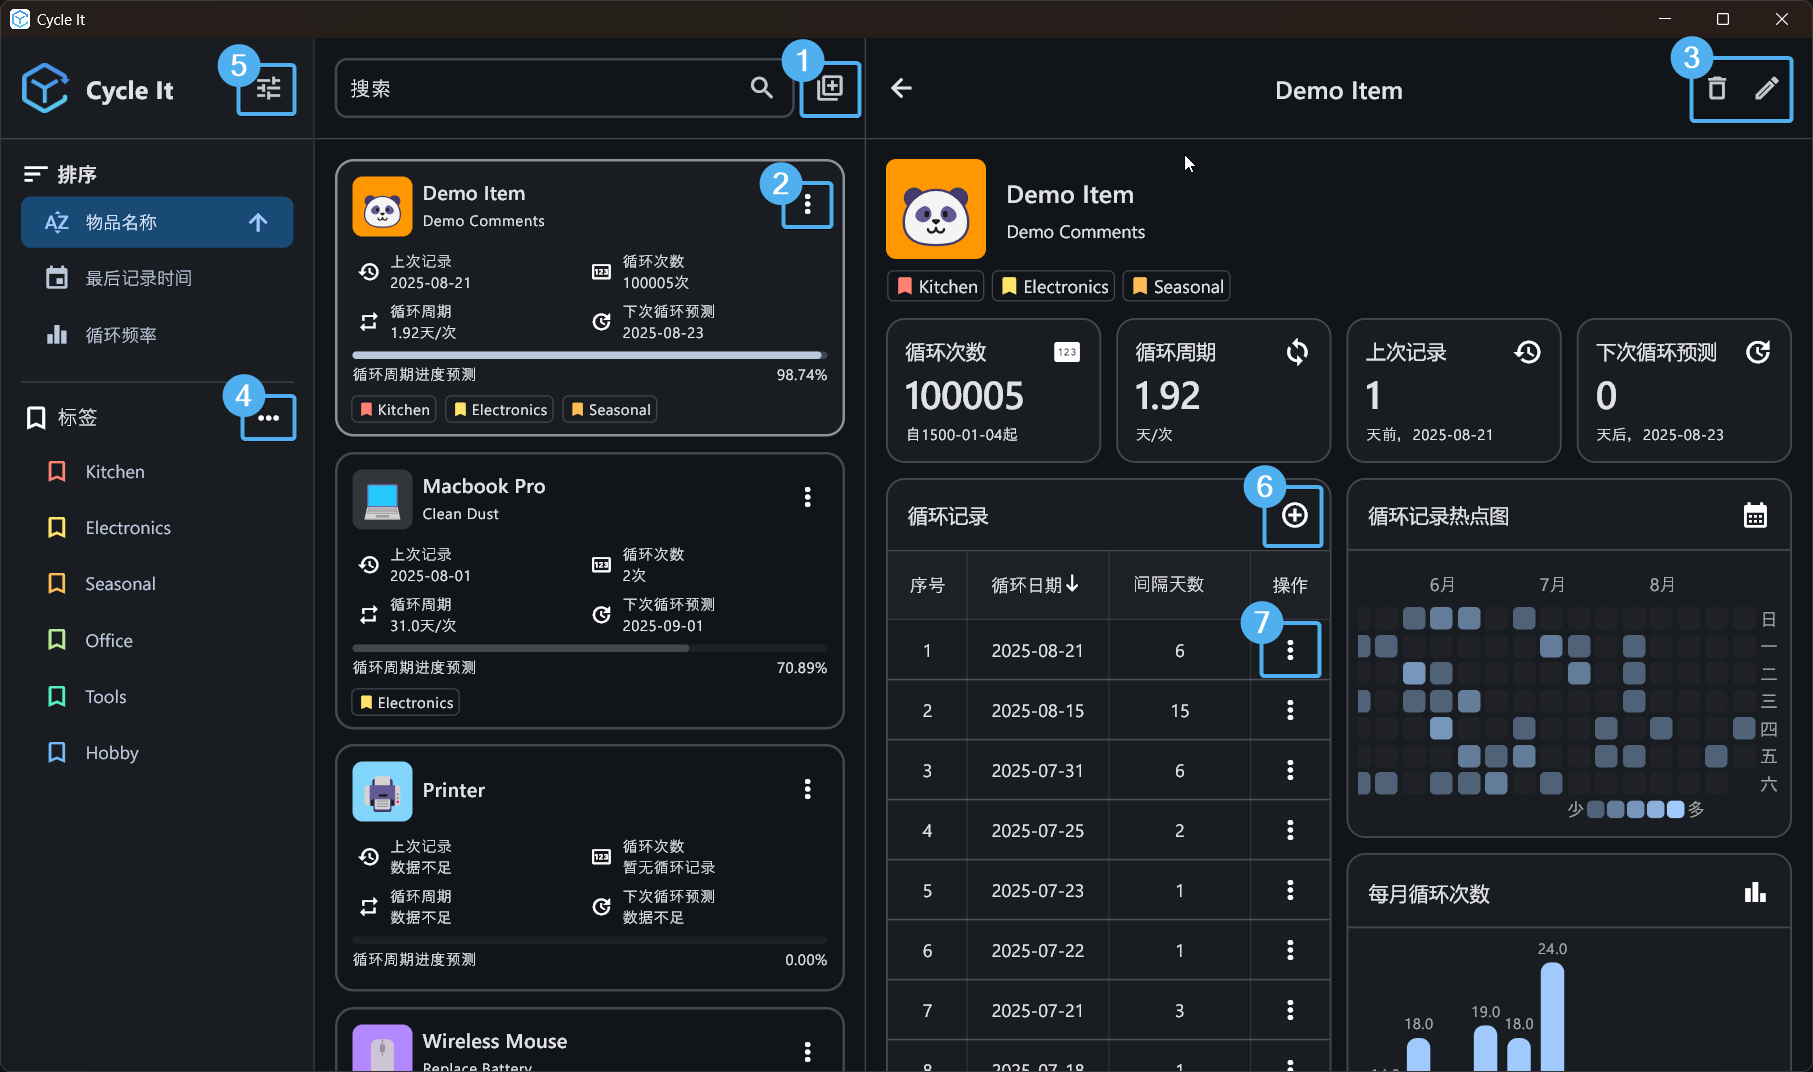 Cycle It
Cycle It
5
排序
物品名称
最后记录时间
循环频率
标签
4
Kitchen
Electronics
Seasonal
Office
Tools
Hobby
搜索
1
Demo Item
Demo Comments
2
上次记录
2025-08-21
循环次数
100005次
循环周期
1.92天/次
下次循环预测
2025-08-23
循环周期进度预测
98.74%
Kitchen
Electronics
Seasonal
Macbook Pro
Clean Dust
上次记录
2025-08-01
循环次数
2次
循环周期
31.0天/次
下次循环预测
2025-09-01
循环周期进度预测
70.89%
Electronics
Printer
上次记录
数据不足
循环次数
暂无循环记录
循环周期
数据不足
下次循环预测
数据不足
循环周期进度预测
0.00%
Wireless Mouse
Replace Battery
Demo Item
3
Demo Item
Demo Comments
Kitchen
Electronics
Seasonal
循环次数
123
100005
自1500-01-04起
循环周期
1.92
天/次
上次记录
1
天前，2025-08-21
下次循环预测
0
天后，2025-08-23
循环记录
6
序号 循环日期 间隔天数 操作
7
1 2025-08-21 6
2 2025-08-15 15
3 2025-07-31 6
4 2025-07-25 2
5 2025-07-23 1
6 2025-07-22 1
7 2025-07-21 3
8 2025-07-18 1
循环记录热点图
6月 7月 8月
日
一
二
三
四
五
六
少 多
每月循环次数
24.0
18.0
19.0
18.0
14.0